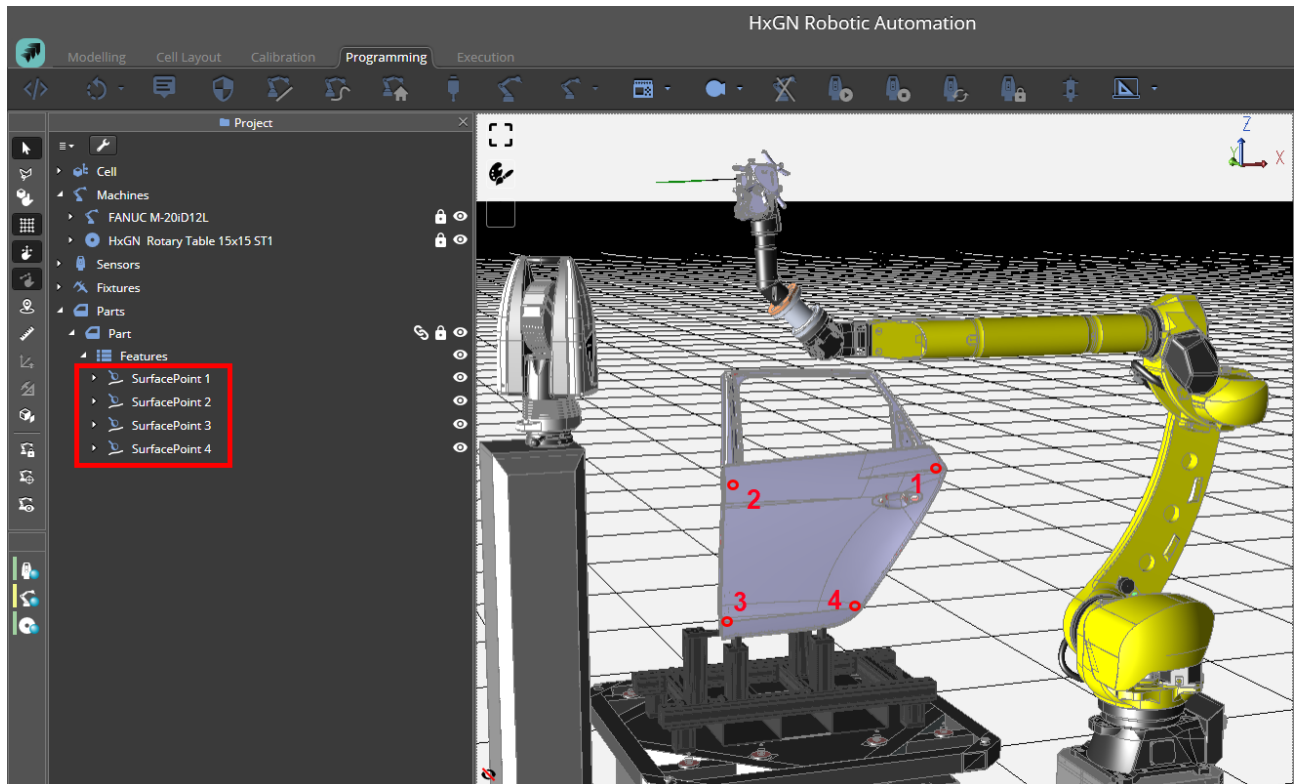 HxGN Robotic Automation
Modelling Cell Layout Calibration Programming Execution
Project
Cell
Machines
FANUC M-20iD12L
HxGN Rotary Table 15x15 ST1
Sensors
Fixtures
Parts
Part
Features
SurfacePoint 1
SurfacePoint 2
SurfacePoint 3
SurfacePoint 4
Z
Y X
1
2
3 4